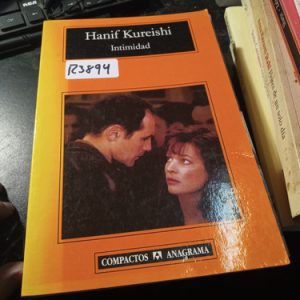 Hanif Kureishi
Intimidad
R3894
COMPACTOS ANAGRAMA